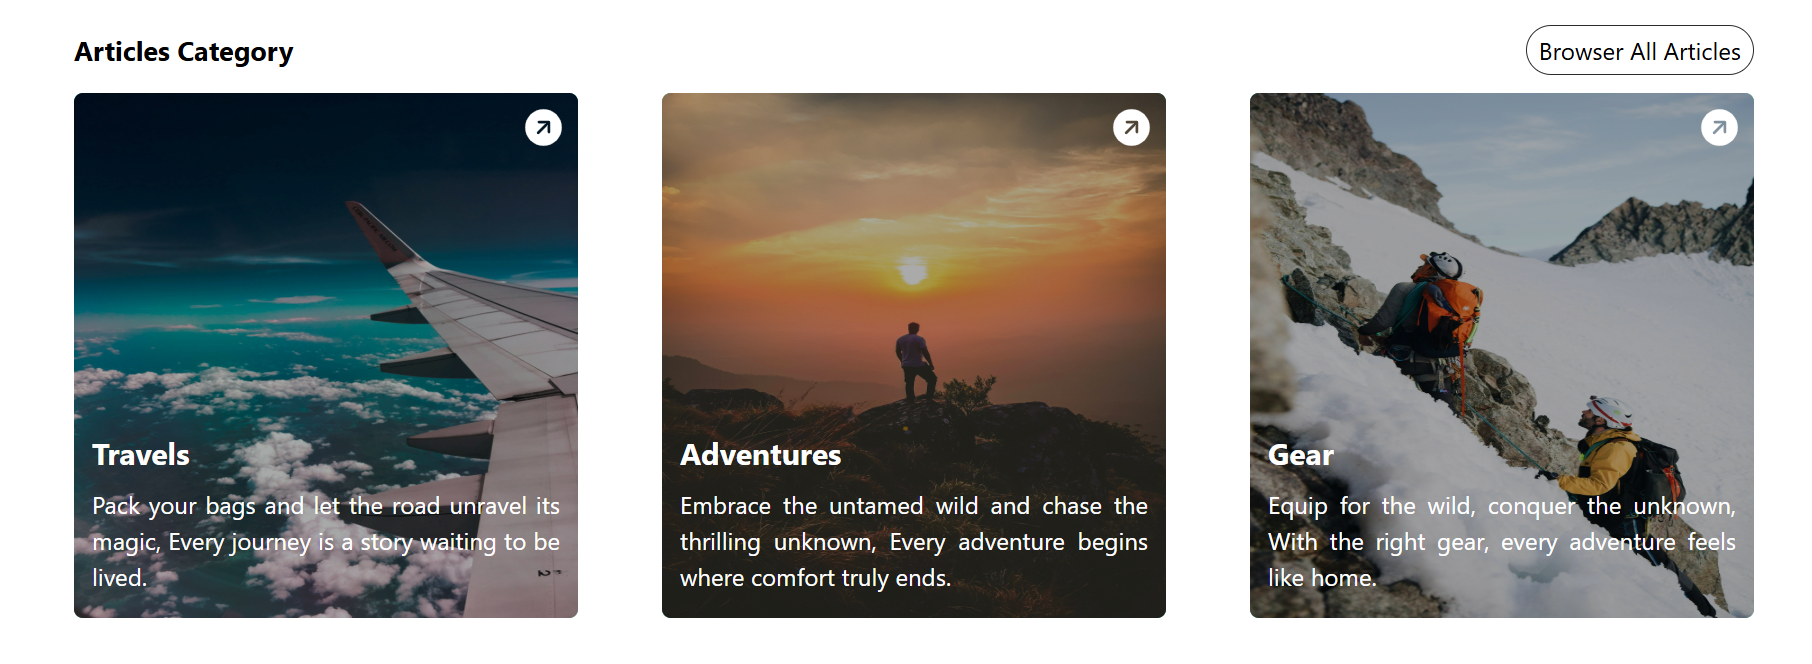 Articles Category
Browser All Articles
Travels
Pack your bags and let the road unravel its
magic, Every journey is a story waiting to be
lived.
Adventures
Embrace the untamed wild and chase the
thrilling unknown, Every adventure begins
where comfort truly ends.
Gear
Equip for the wild, conquer the unknown,
With the right gear, every adventure feels
like home.